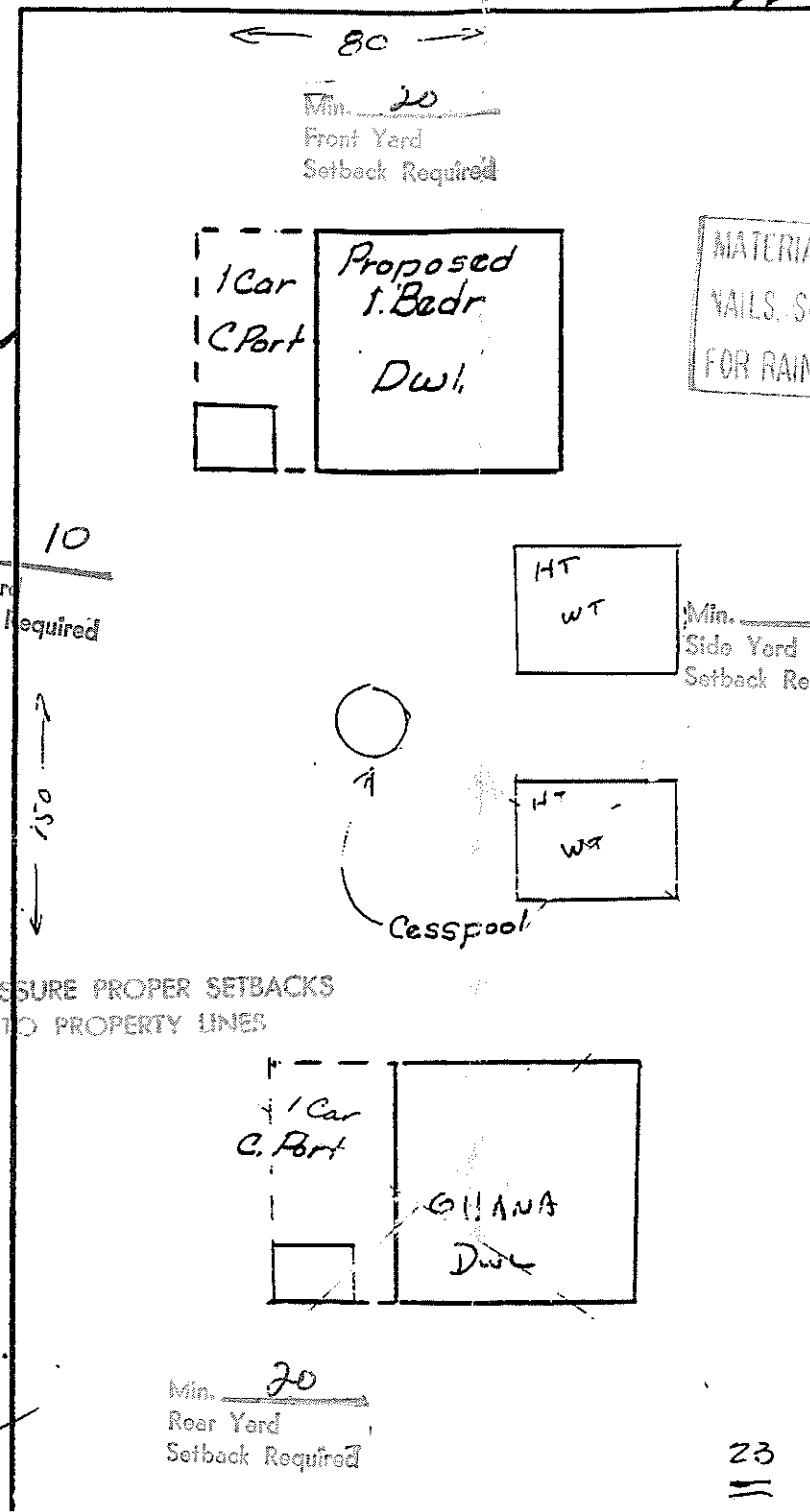 80
Min. 20
Front Yard
Setback Required
1 Car
C Port
Proposed
1. Bedr
Dwl.
MATERIA
NAILS, S
FOR RAIN
10
Required
HT
WT
Min.
Side Yard
Setback Re
150
HT
WT
Cesspool
SSURE PROPER SETBACKS
TO PROPERTY LINES
1 Car
C. Port
OHANA
Dwl
Min. 20
Rear Yard
Setback Required
23